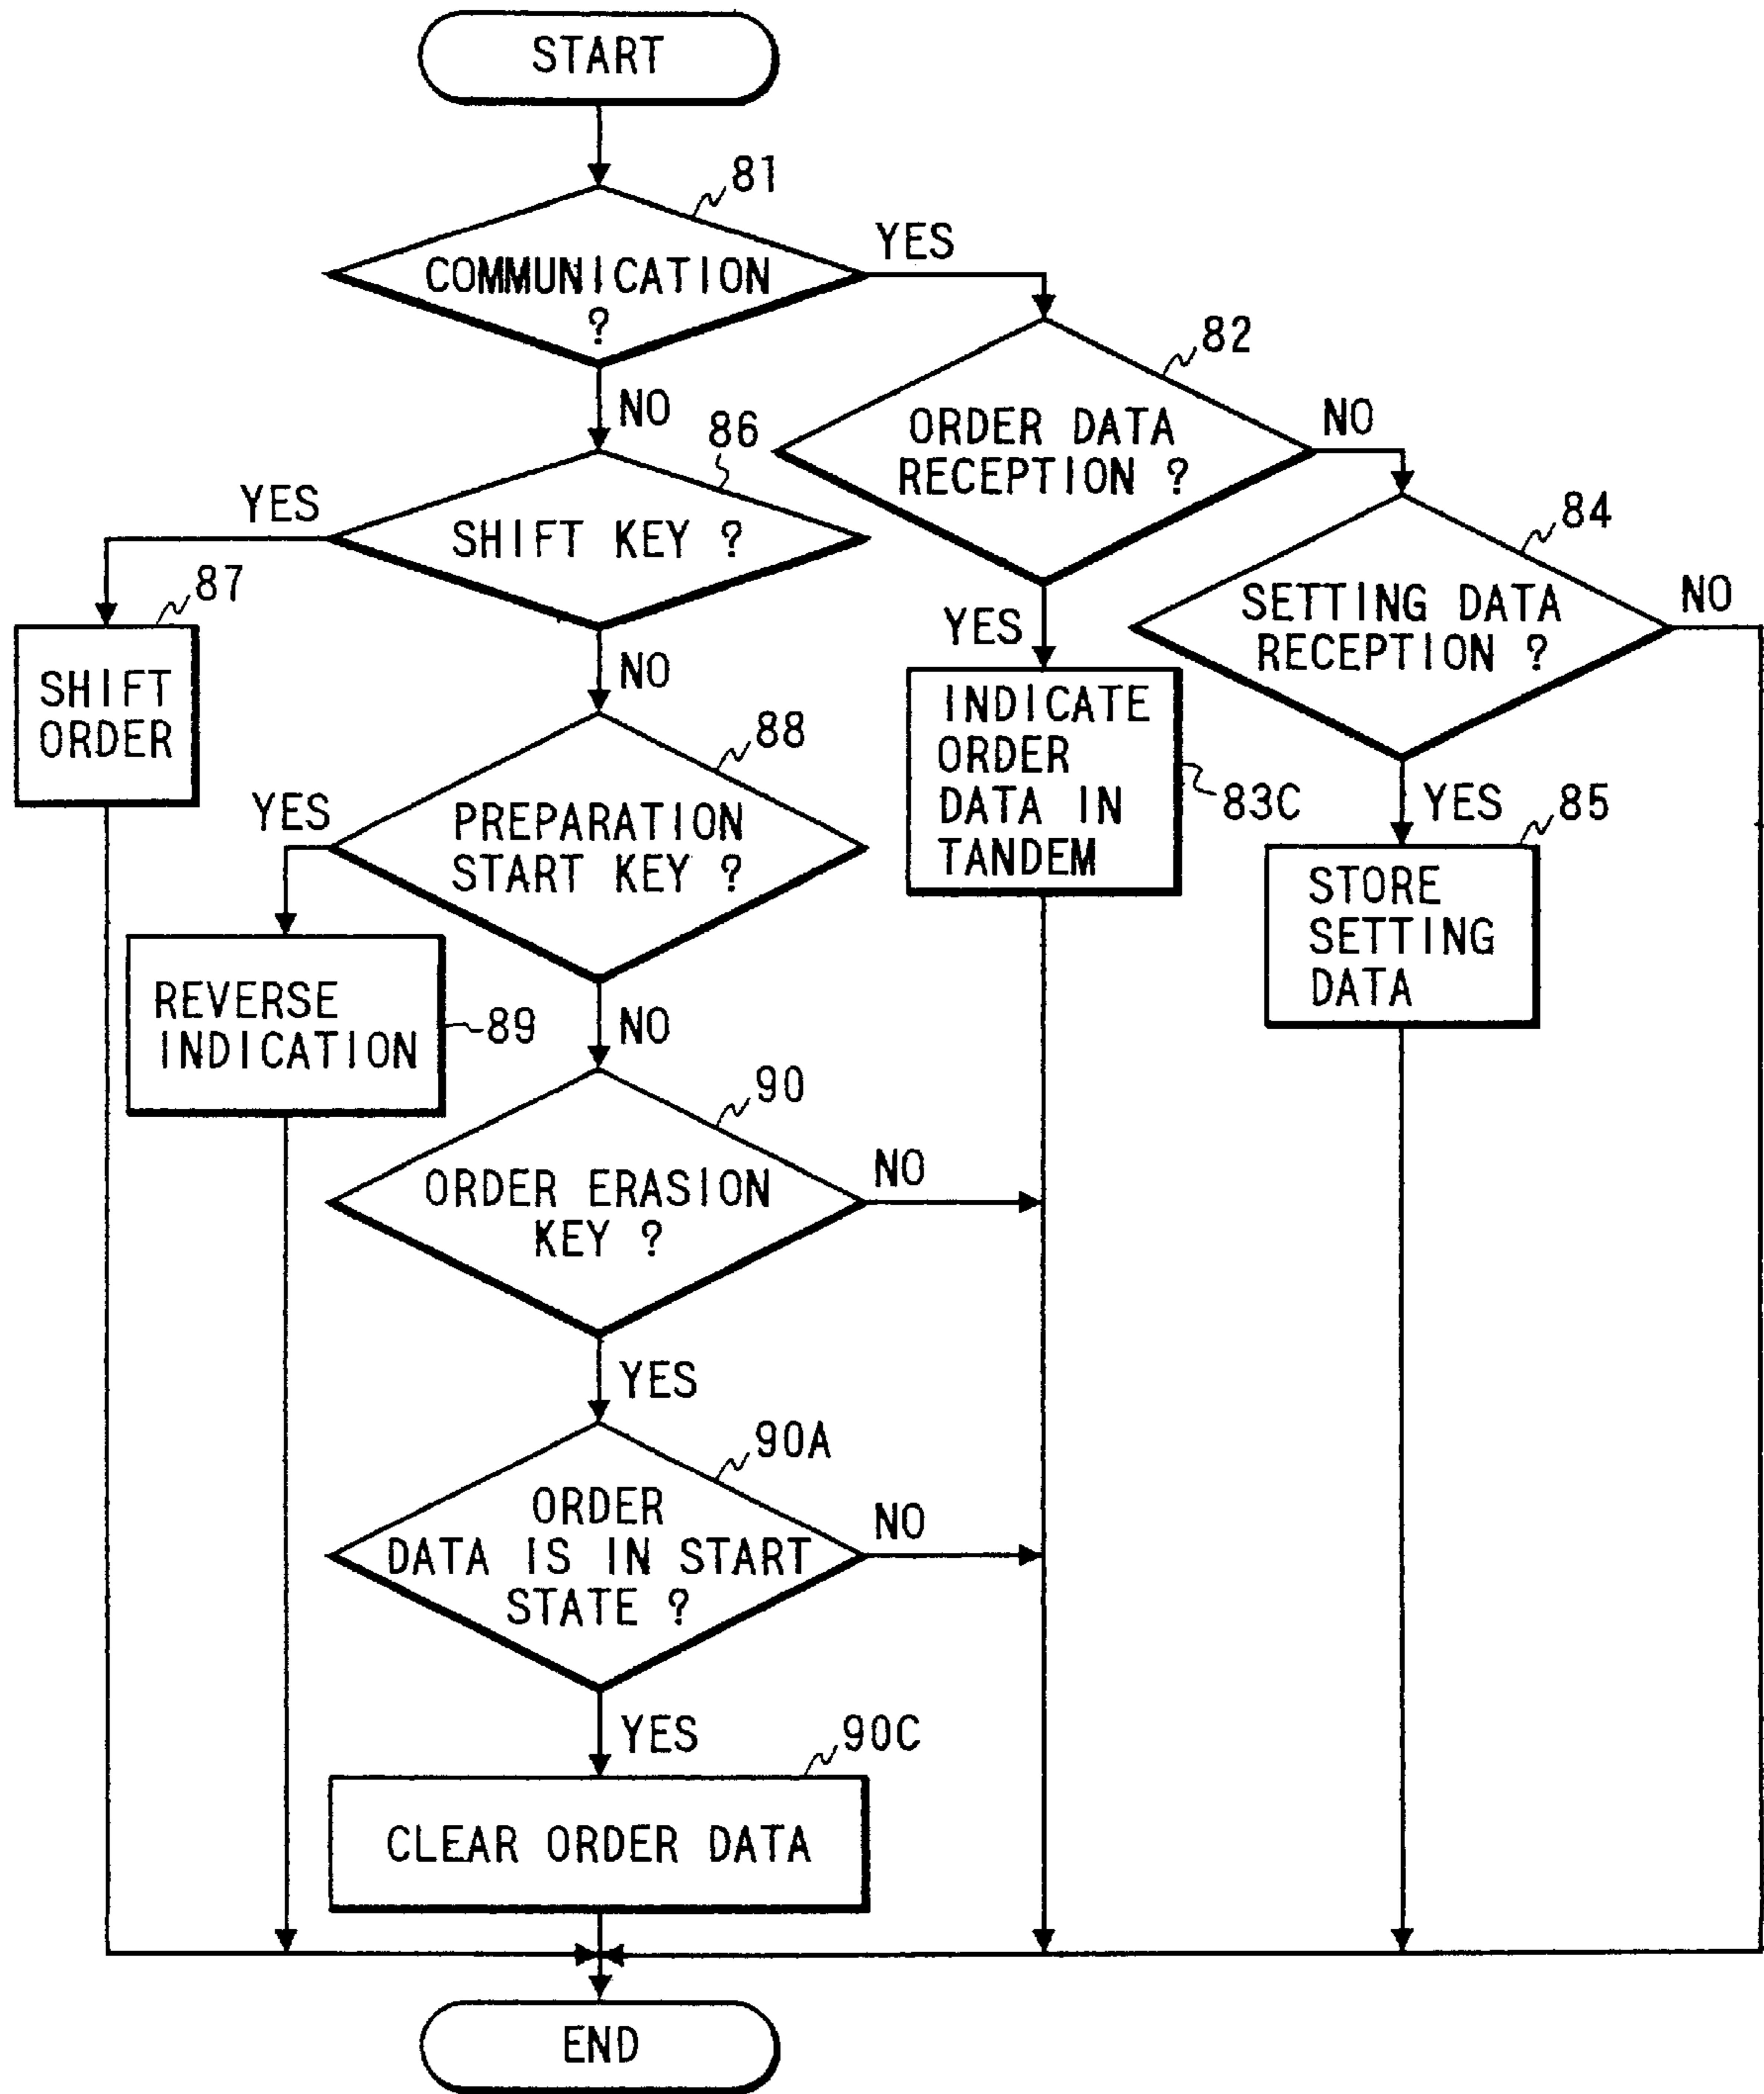 START
81
COMMUNICATION
?
YES
NO
82
ORDER DATA
RECEPTION ?
NO
86
SHIFT KEY ?
YES
84
SETTING DATA
RECEPTION ?
NO
87
SHIFT
ORDER
NO
YES
INDICATE
ORDER
DATA IN
TANDEM
83C
88
PREPARATION
START KEY ?
YES
YES
85
STORE
SETTING
DATA
REVERSE
INDICATION
89
NO
90
ORDER ERASION
KEY ?
NO
YES
90A
ORDER
DATA IS IN START
STATE ?
NO
YES
90C
CLEAR ORDER DATA
END